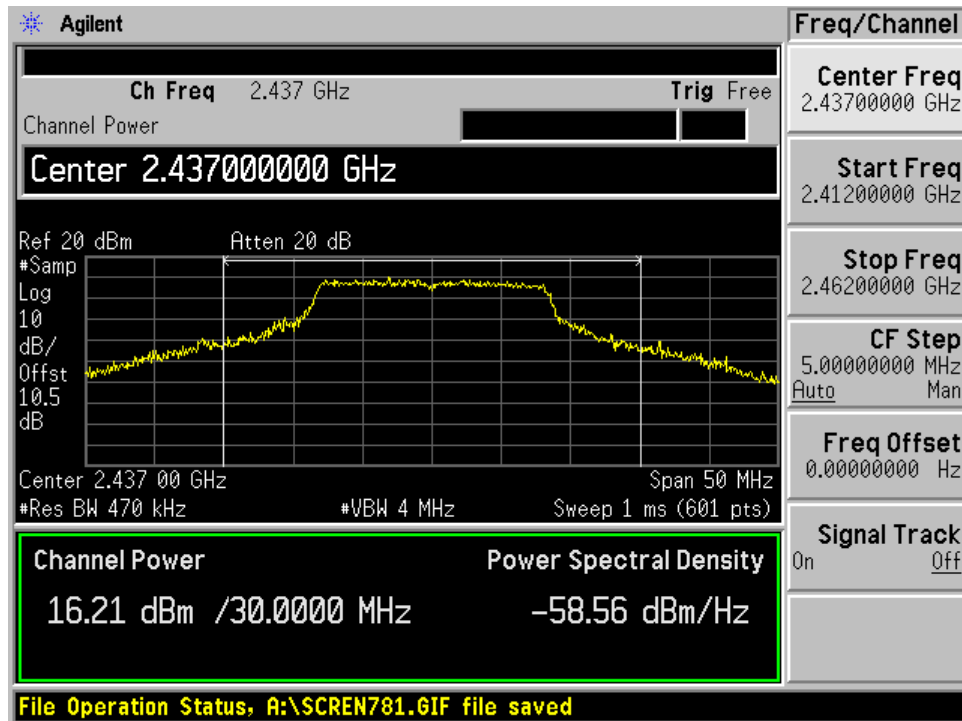 Agilent
Freq/Channel
Ch Freq 2.437 GHz Trig Free
Channel Power
Center 2.437000000 GHz
Ref 20 dBm Atten 20 dB
#Samp
Log
10
dB/
Offst
10.5
dB
Center 2.437 00 GHz Span 50 MHz
#Res BW 470 kHz #VBW 4 MHz Sweep 1 ms (601 pts)
Channel Power Power Spectral Density
16.21 dBm /30.0000 MHz -58.56 dBm/Hz
File Operation Status, A:\SCREN781.GIF file saved
Center Freq
2.43700000 GHz
Start Freq
2.41200000 GHz
Stop Freq
2.46200000 GHz
CF Step
5.00000000 MHz
Auto Man
Freq Offset
0.00000000 Hz
Signal Track
On Off